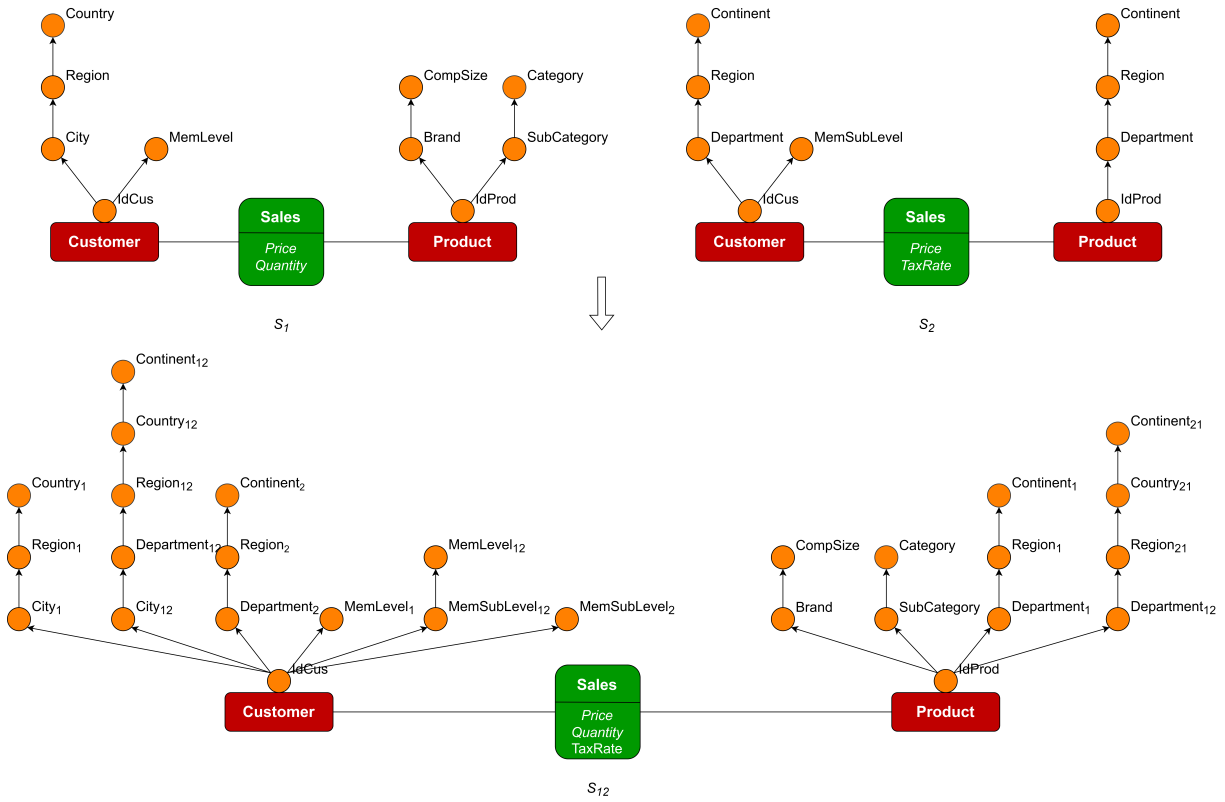 Country
Region
City
MemLevel
IdCus
Customer
Sales
Price
Quantity
CompSize
Category
Brand
SubCategory
IdProd
Product
S1
Continent
Region
Department
MemSubLevel
IdCus
Customer
Sales
Price
TaxRate
Continent
Region
Department
IdProd
Product
S2
Continent12
Country12
Country1
Region12
Continent2
Region1
Department12
Region2
MemLevel12
City1
City12
Department2
MemLevel1
MemSubLevel12
MemSubLevel2
IdCus
Customer
Sales
Price
Quantity
TaxRate
Continent21
Continent1
Country21
CompSize
Category
Region1
Region21
Brand
SubCategory
Department1
Department12
IdProd
Product
S12